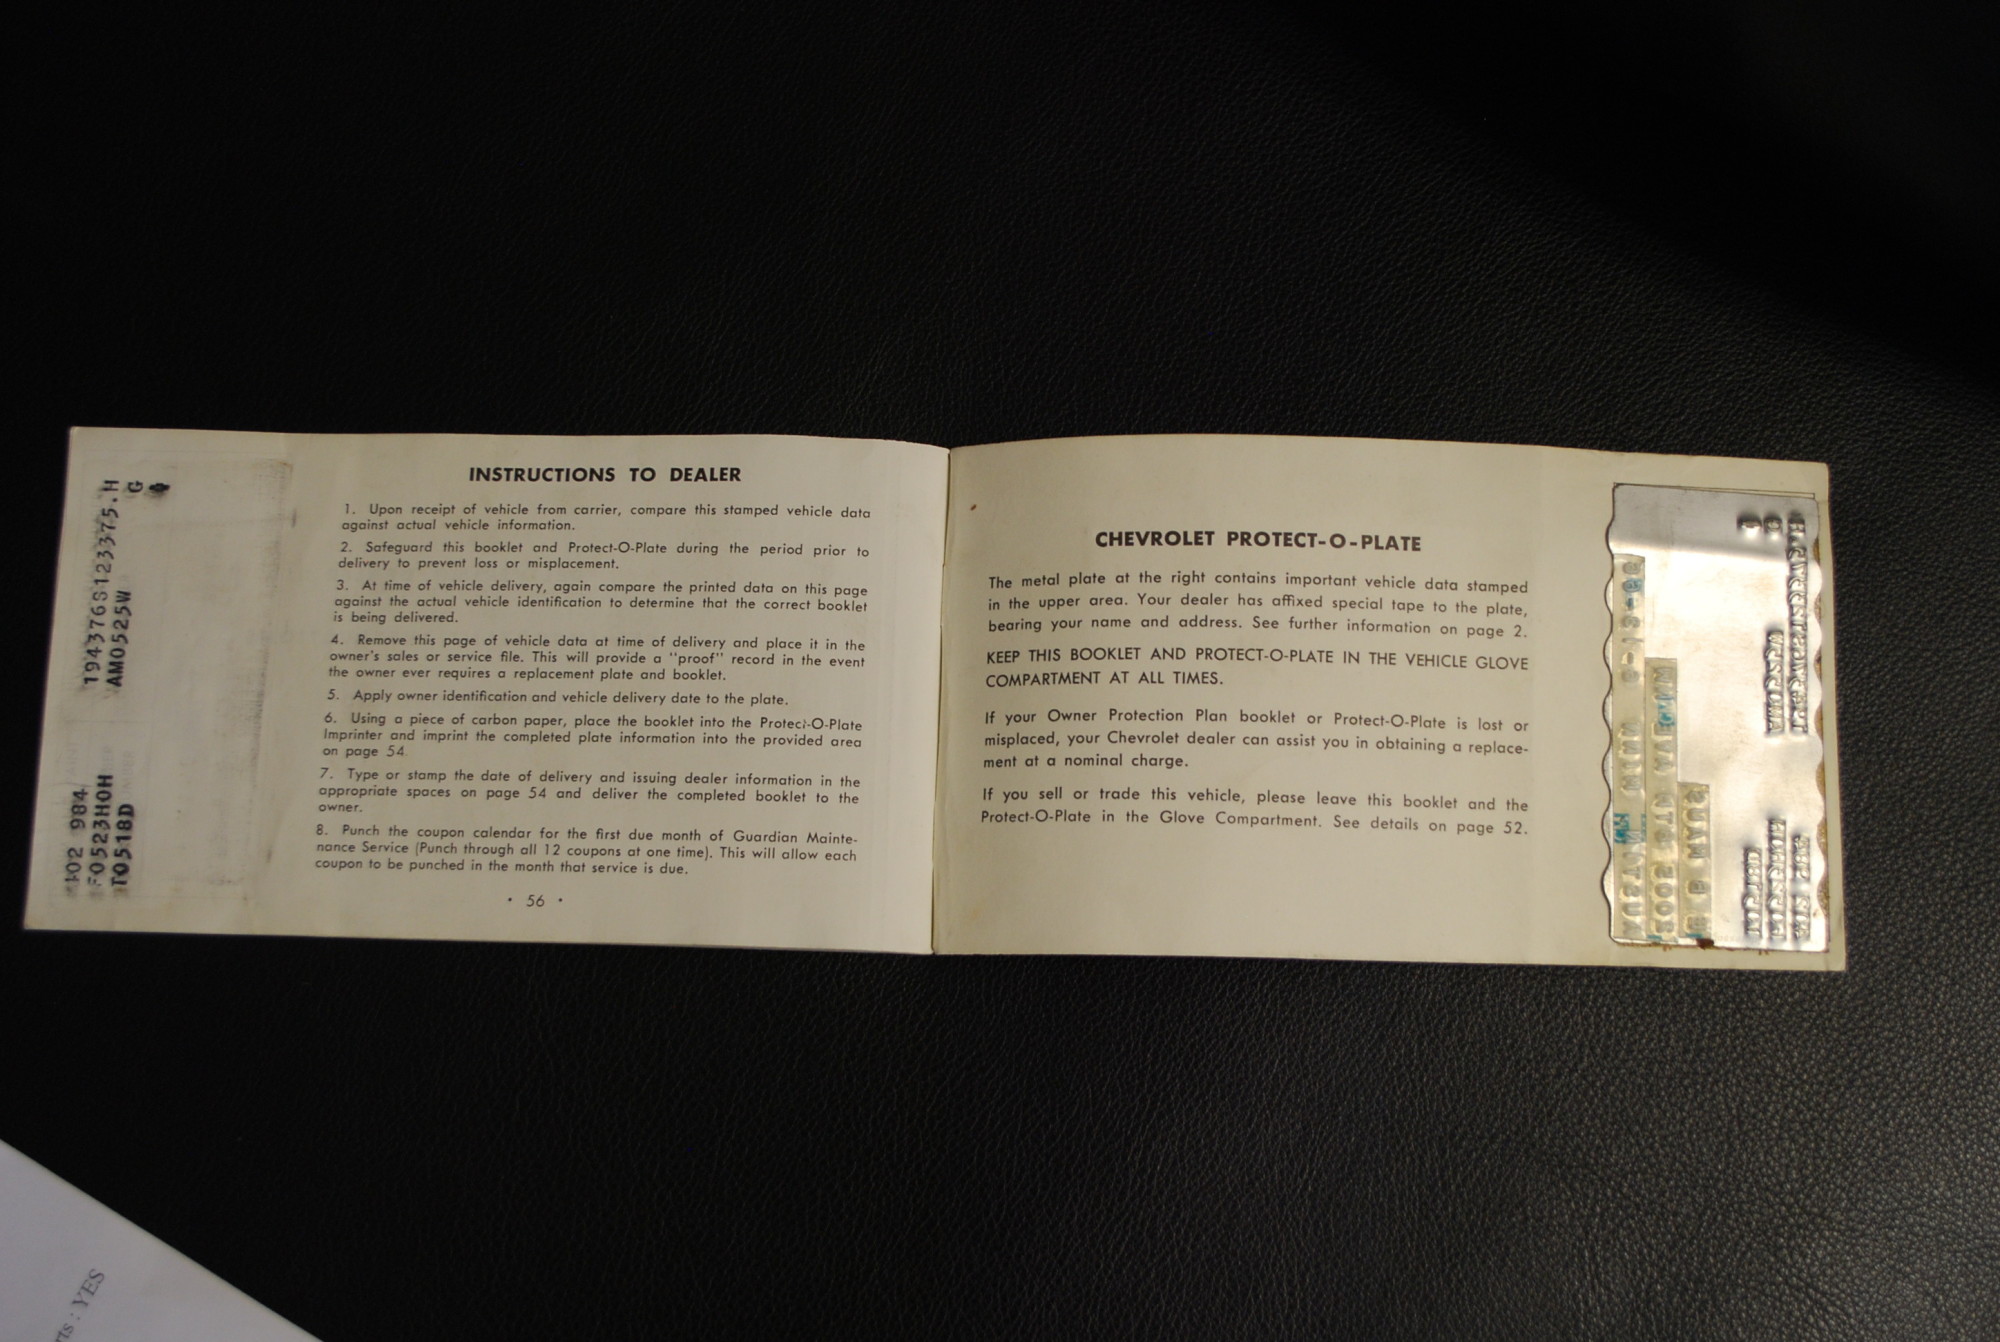 194376S123375.H
AM0525W G
102 984
F0523HOH
T0518D
INSTRUCTIONS TO DEALER
1. Upon receipt of vehicle from carrier, compare this stamped vehicle data
against actual vehicle information.
2. Safeguard this booklet and Protect-O-Plate during the period prior to
delivery to prevent loss or misplacement.
3. At time of vehicle delivery, again compare the printed data on this page
against the actual vehicle identification to determine that the correct booklet
is being delivered.
4. Remove this page of vehicle data at time of delivery and place it in the
owner's sales or service file. This will provide a "proof" record in the event
the owner ever requires a replacement plate and booklet.
5. Apply owner identification and vehicle delivery date to the plate.
6. Using a piece of carbon paper, place the booklet into the Protect-O-Plate
Imprinter and imprint the completed plate information into the provided area
on page 54.
7. Type or stamp the date of delivery and issuing dealer information in the
appropriate spaces on page 54 and deliver the completed booklet to the
owner.
8. Punch the coupon calendar for the first due month of Guardian Mainte-
nance Service (Punch through all 12 coupons at one time). This will allow each
coupon to be punched in the month that service is due.
• 56 •
CHEVROLET PROTECT-O-PLATE
The metal plate at the right contains important vehicle data stamped
in the upper area. Your dealer has affixed special tape to the plate,
bearing your name and address. See further information on page 2.
KEEP THIS BOOKLET AND PROTECT-O-PLATE IN THE VEHICLE GLOVE
COMPARTMENT AT ALL TIMES.
If your Owner Protection Plan booklet or Protect-O-Plate is lost or
misplaced, your Chevrolet dealer can assist you in obtaining a replace-
ment at a nominal charge.
If you sell or trade this vehicle, please leave this booklet and the
Protect-O-Plate in the Glove Compartment. See details on page 52.
: YES